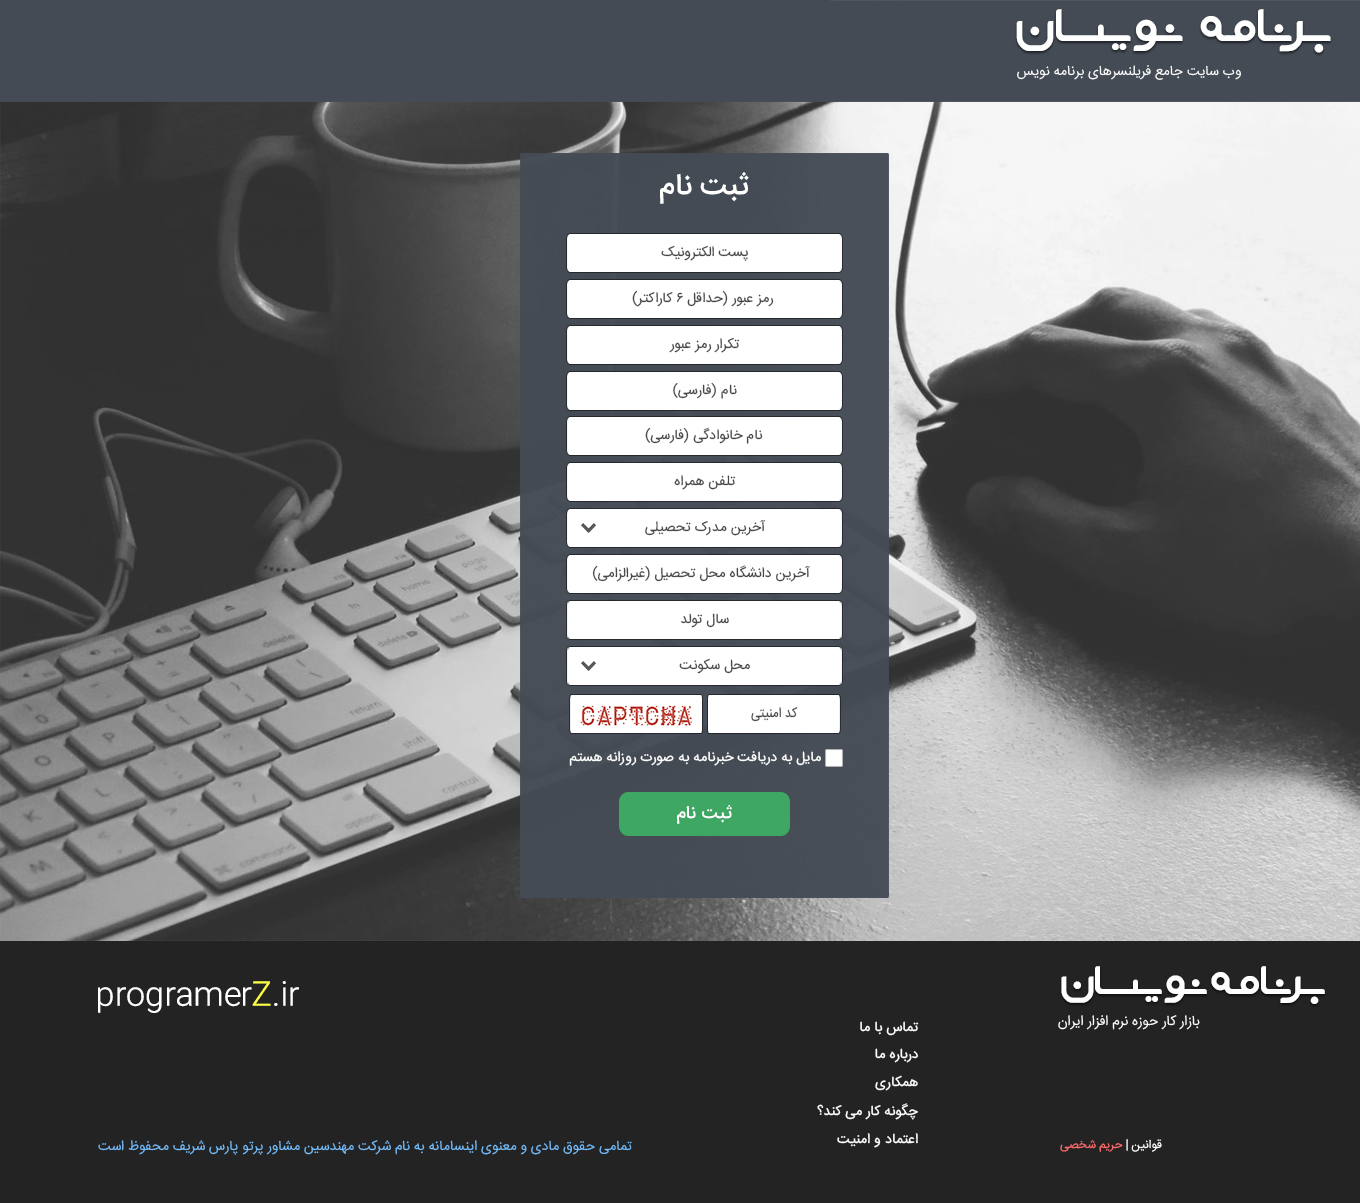 برنامه نویسان
وب سایت جامع فریلنسرهای برنامه نویس
ثبت نام
پست الکترونیک
رمز عبور (حداقل ۶ کاراکتر)
تکرار رمز عبور
نام (فارسی)
نام خانوادگی (فارسی)
تلفن همراه
آخرین مدرک تحصیلی
آخرین دانشگاه محل تحصیل (غیرالزامی)
سال تولد
محل سکونت
کد امنیتی CAPTCHA
مایل به دریافت خبرنامه به صورت روزانه هستم
ثبت نام
برنامه نویسان
بازار کار حوزه نرم افزار ایران
قوانین | حریم شخصی
تماس با ما
درباره ما
همکاری
چگونه کار می کند؟
اعتماد و امنیت
programerZ.ir
تمامی حقوق مادی و معنوی اینسامانه به نام شرکت مهندسین مشاور پرتو پارس شریف محفوظ است